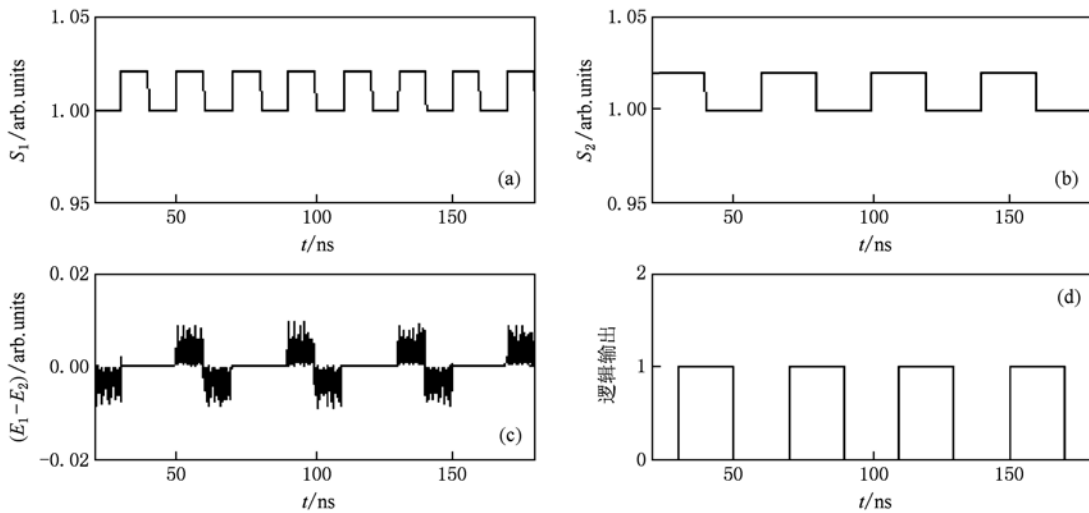 1.05
1.00
0.95
S₁/arb.units
(a)
50
100
150
t/ns
1.05
1.00
0.95
S₂/arb.units
(b)
50
100
150
t/ns
0.02
0.00
-0.02
(E₁-E₂)/arb.units
(c)
50
100
150
t/ns
2
1
0
逻辑输出
(d)
50
100
150
t/ns